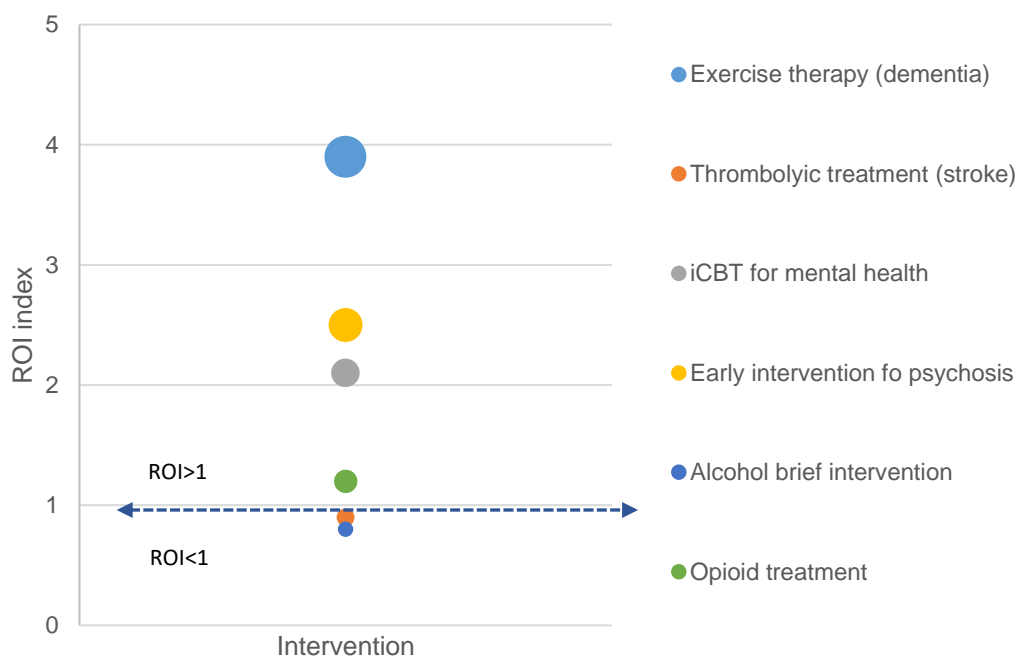 5
4
3
2
1
0
ROI index
ROI>1
ROI<1
Intervention
Exercise therapy (dementia)
Thrombolyic treatment (stroke)
iCBT for mental health
Early intervention fo psychosis
Alcohol brief intervention
Opioid treatment